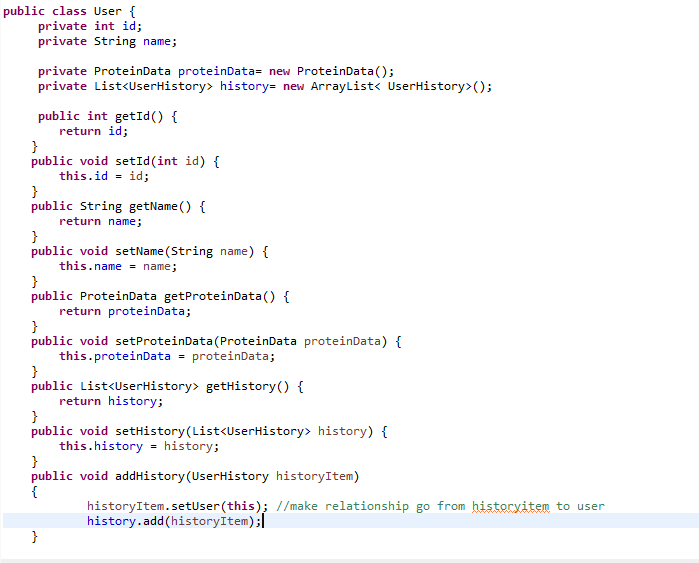 public class User {
private int id;
private String name;
private ProteinData proteinData= new ProteinData();
private List<UserHistory> history= new ArrayList< UserHistory>();
public int getId() {
return id;
}
public void setId(int id) {
this.id = id;
}
public String getName() {
return name;
}
public void setName(String name) {
this.name = name;
}
public ProteinData getProteinData() {
return proteinData;
}
public void setProteinData(ProteinData proteinData) {
this.proteinData = proteinData;
}
public List<UserHistory> getHistory() {
return history;
}
public void setHistory(List<UserHistory> history) {
this.history = history;
}
public void addHistory(UserHistory historyItem)
{
historyItem.setUser(this); //make relationship go from historyitem to user
history.add(historyItem);
}